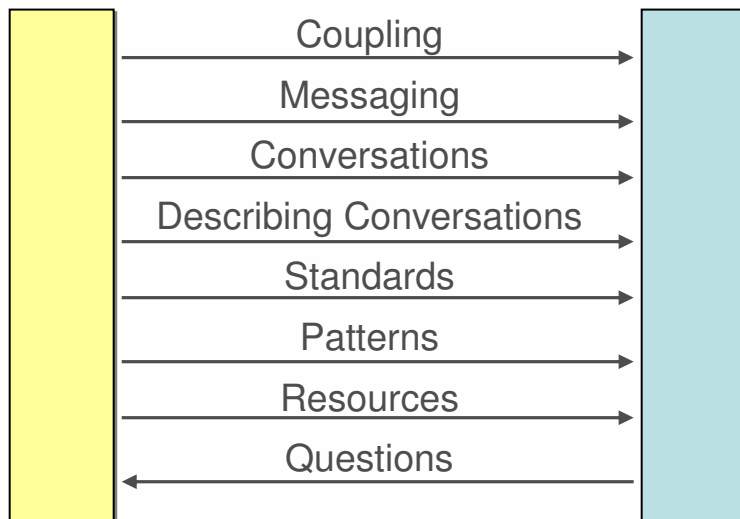 Coupling
Messaging
Conversations
Describing Conversations
Standards
Patterns
Resources
Questions